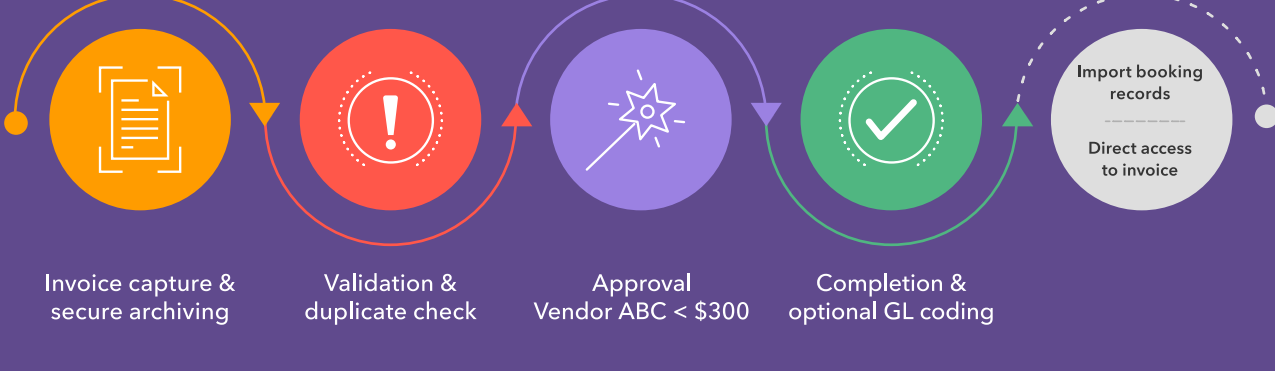 Import booking
records
Direct access
to invoice
Invoice capture &
secure archiving
Validation &
duplicate check
Approval
Vendor ABC < $300
Completion &
optional GL coding